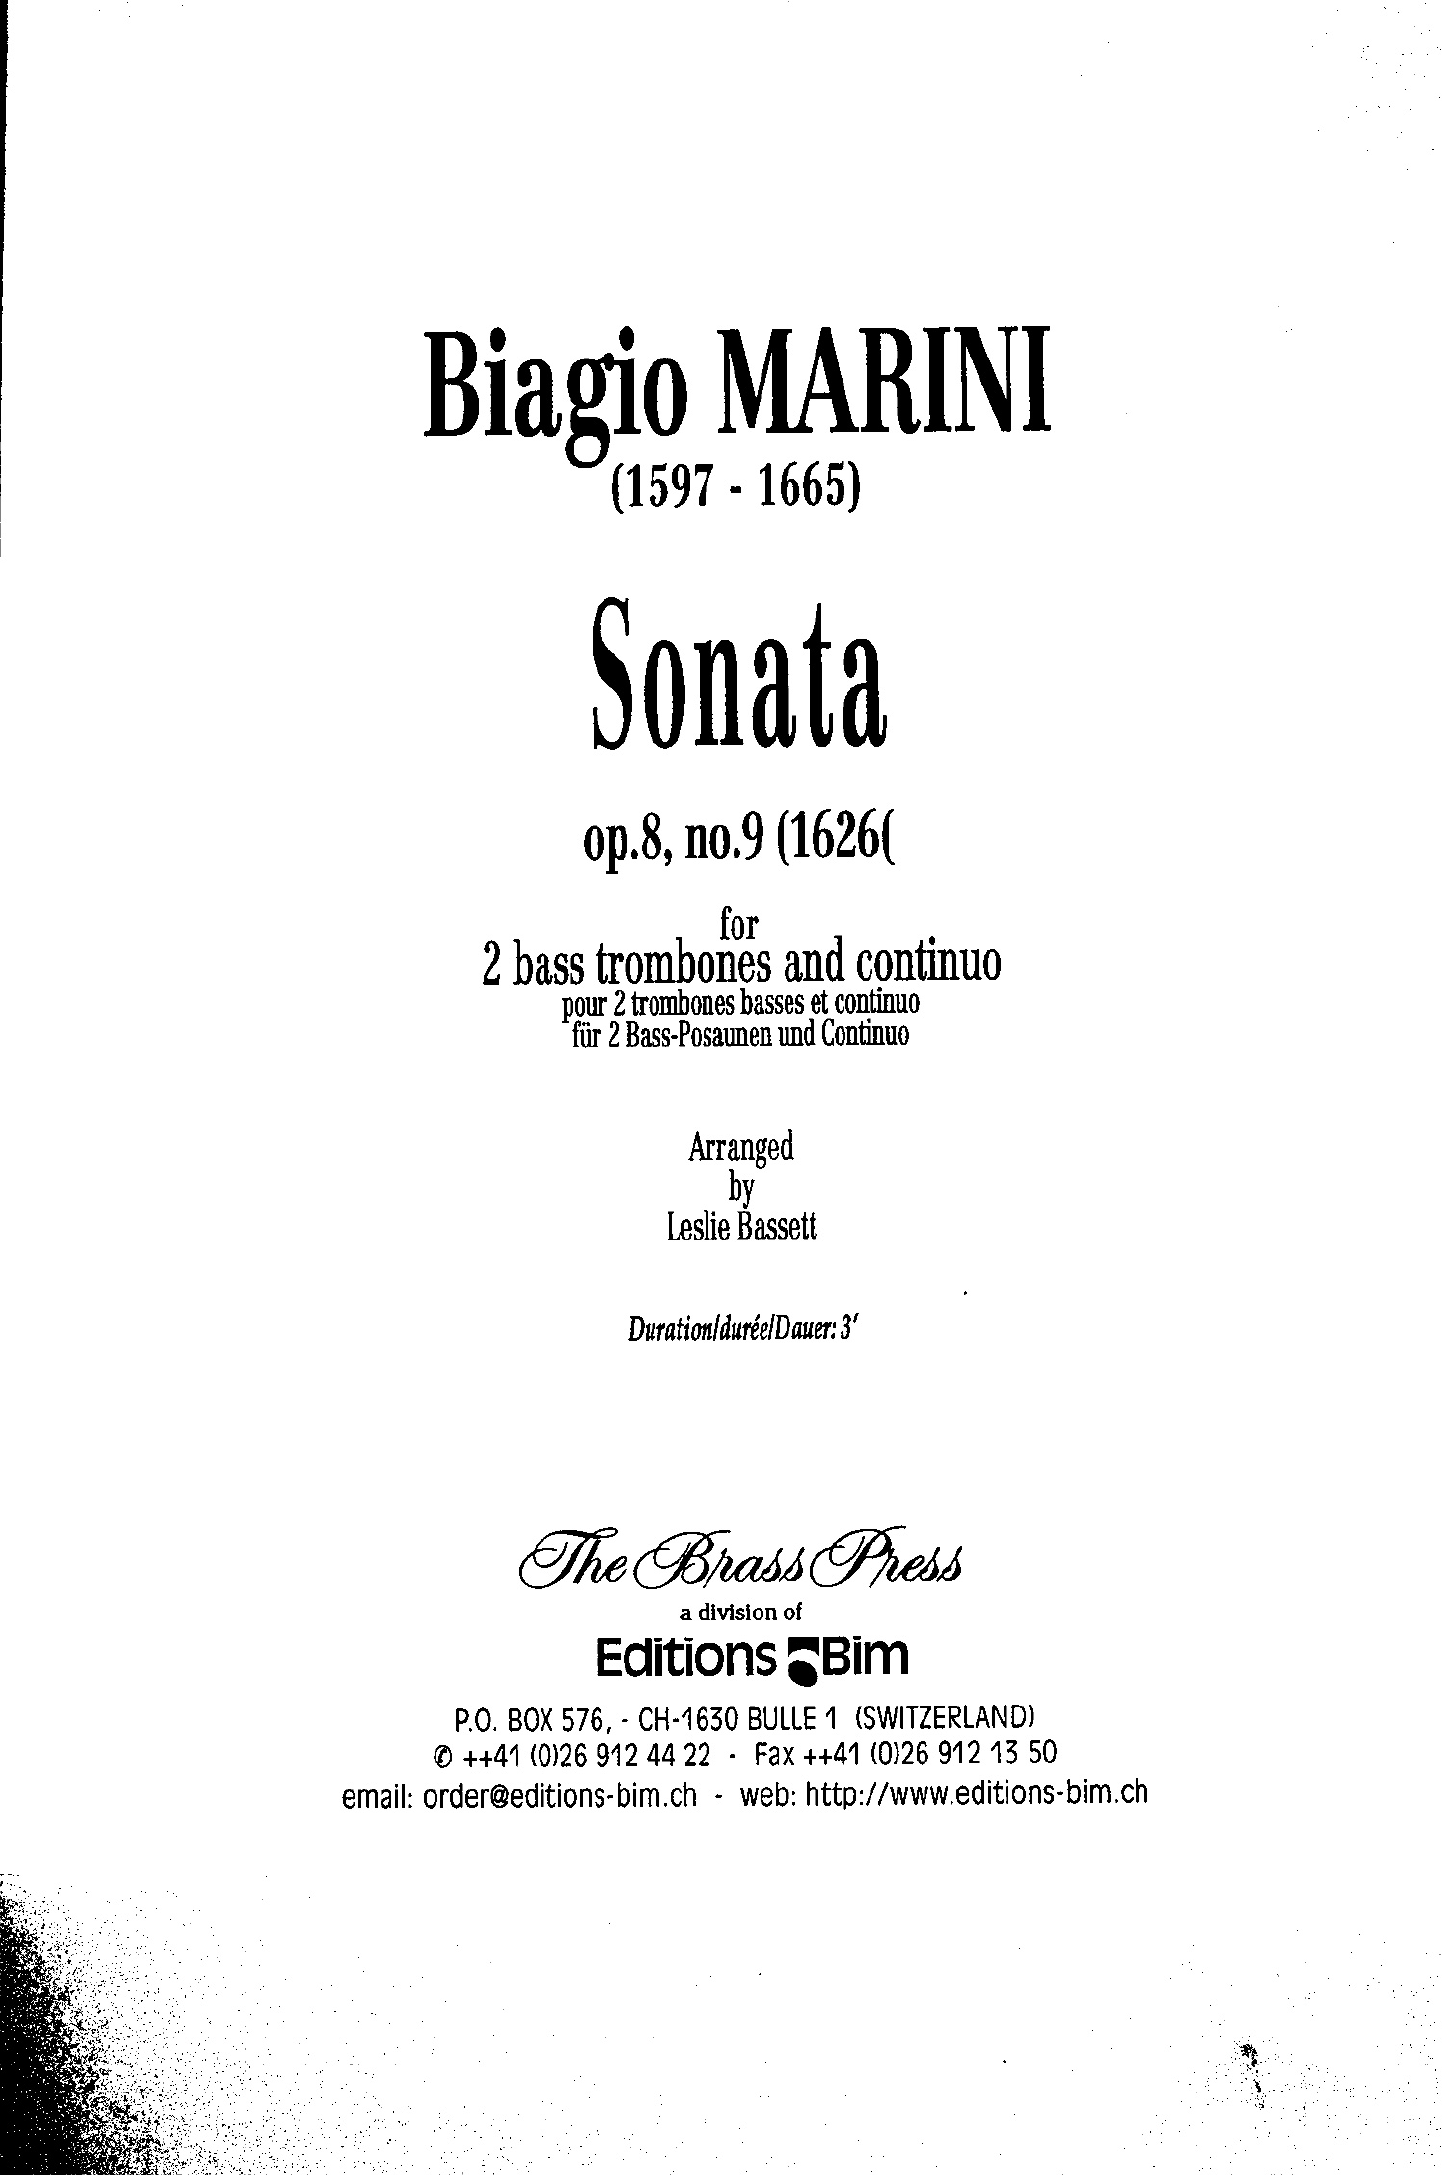 Biagio MARINI
(1597 - 1665)
Sonata
op.8, no.9 (1626(
for
2 bass trombones and continuo
pour 2 trombones basses et continuo
für 2 Bass-Posaunen und Continuo
Arranged
by
Leslie Bassett
Duration/durée/Dauer: 3'
The Brass Press
a division of
Editions Bim
P.O. BOX 576, - CH-1630 BULLE 1 (SWITZERLAND)
✆ ++41 (0)26 912 44 22 - Fax ++41 (0)26 912 13 50
email: order@editions-bim.ch - web: http://www.editions-bim.ch